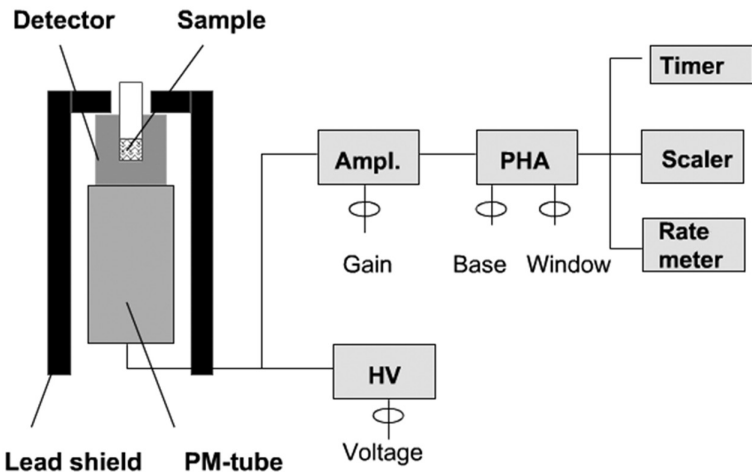 Detector
Sample
Timer
Ampl.
PHA
Scaler
Gain
Base
Window
Rate
meter
HV
Voltage
Lead shield
PM-tube